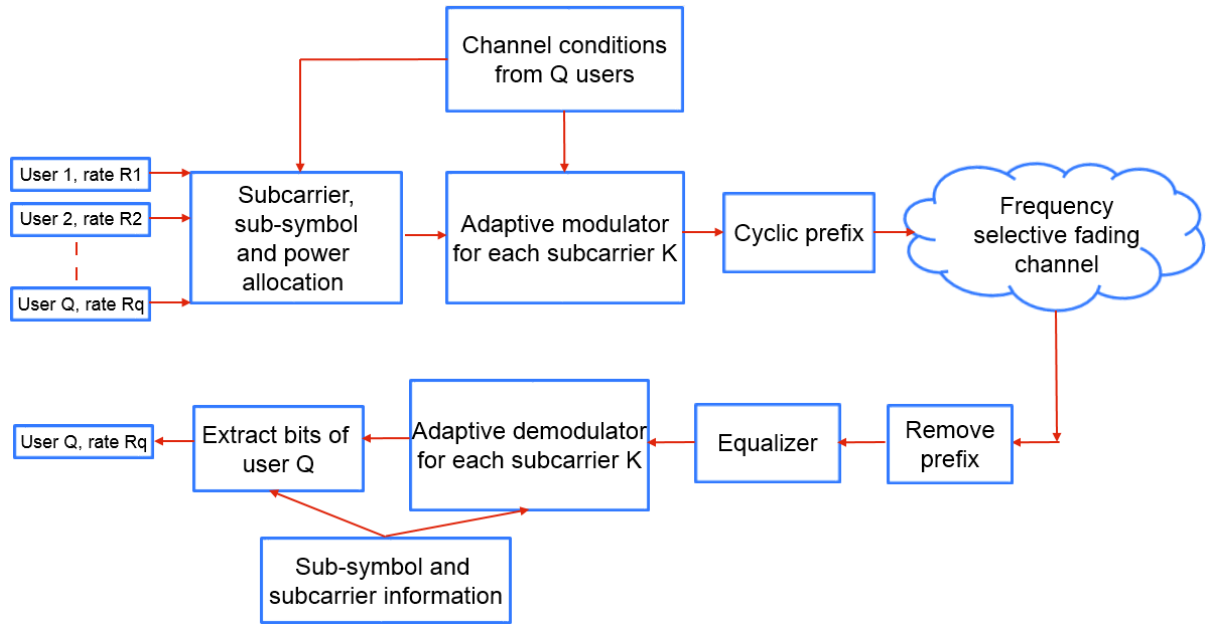 Channel conditions
from Q users
User 1, rate R1
User 2, rate R2
User Q, rate Rq
Subcarrier,
sub-symbol
and power
allocation
Adaptive modulator
for each subcarrier K
Cyclic prefix
Frequency
selective fading
channel
User Q, rate Rq
Extract bits of
user Q
Adaptive demodulator
for each subcarrier K
Equalizer
Remove
prefix
Sub-symbol and
subcarrier information